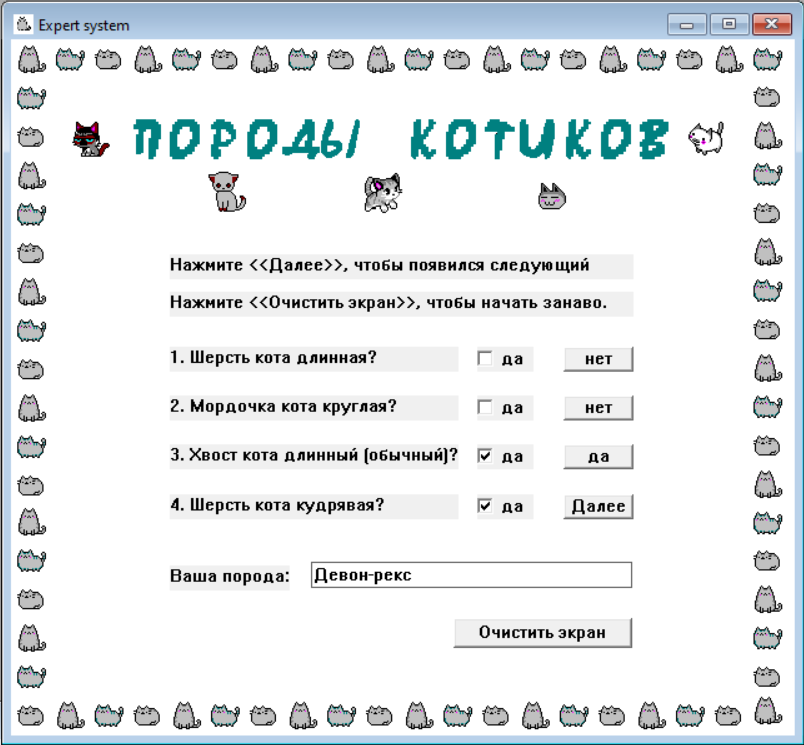 Expert system
ПОРОДЫ КОТИКОВ
Нажмите <<Далее>>, чтобы появился следующий
Нажмите <<Очистить экран>>, чтобы начать занаво.
1. Шерсть кота длинная? да нет
2. Мордочка кота круглая? да нет
3. Хвост кота длинный (обычный)? да да
4. Шерсть кота кудрявая? да Далее
Ваша порода: Девон-рекс
Очистить экран